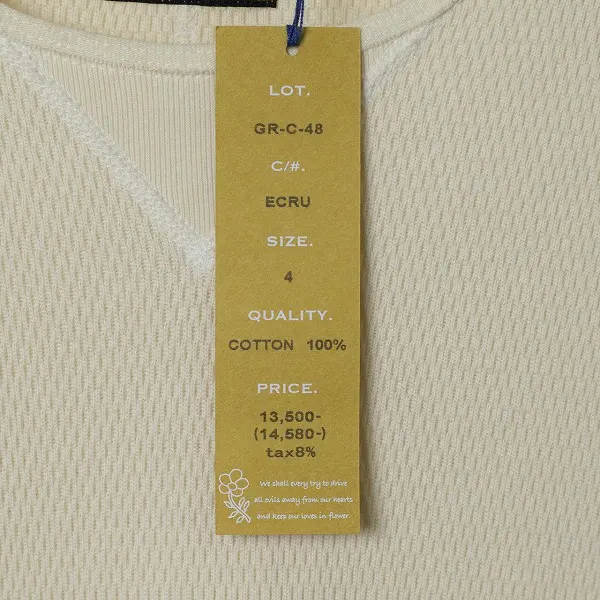 LOT.
GR-C-48
C/#.
ECRU
SIZE.
4
QUALITY.
COTTON 100%
PRICE.
13,500-
(14,580-)
tax8%
We shall every try to drive
all evils away from our hearts
and keep our loves in flower.